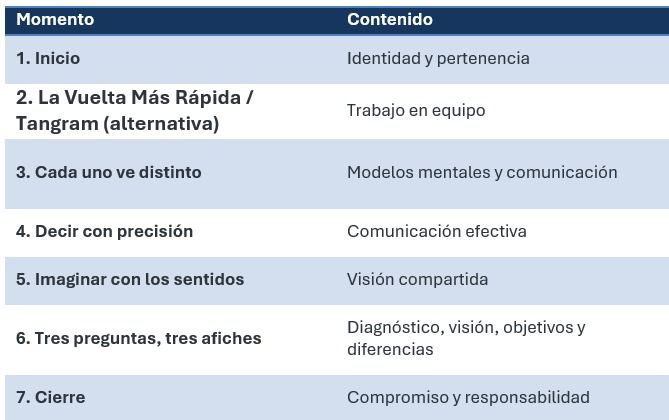 Momento Contenido
1. Inicio Identidad y pertenencia
2. La Vuelta Más Rápida /
Tangram (alternativa) Trabajo en equipo
3. Cada uno ve distinto Modelos mentales y comunicación
4. Decir con precisión Comunicación efectiva
5. Imaginar con los sentidos Visión compartida
6. Tres preguntas, tres afiches Diagnóstico, visión, objetivos y
diferencias
7. Cierre Compromiso y responsabilidad